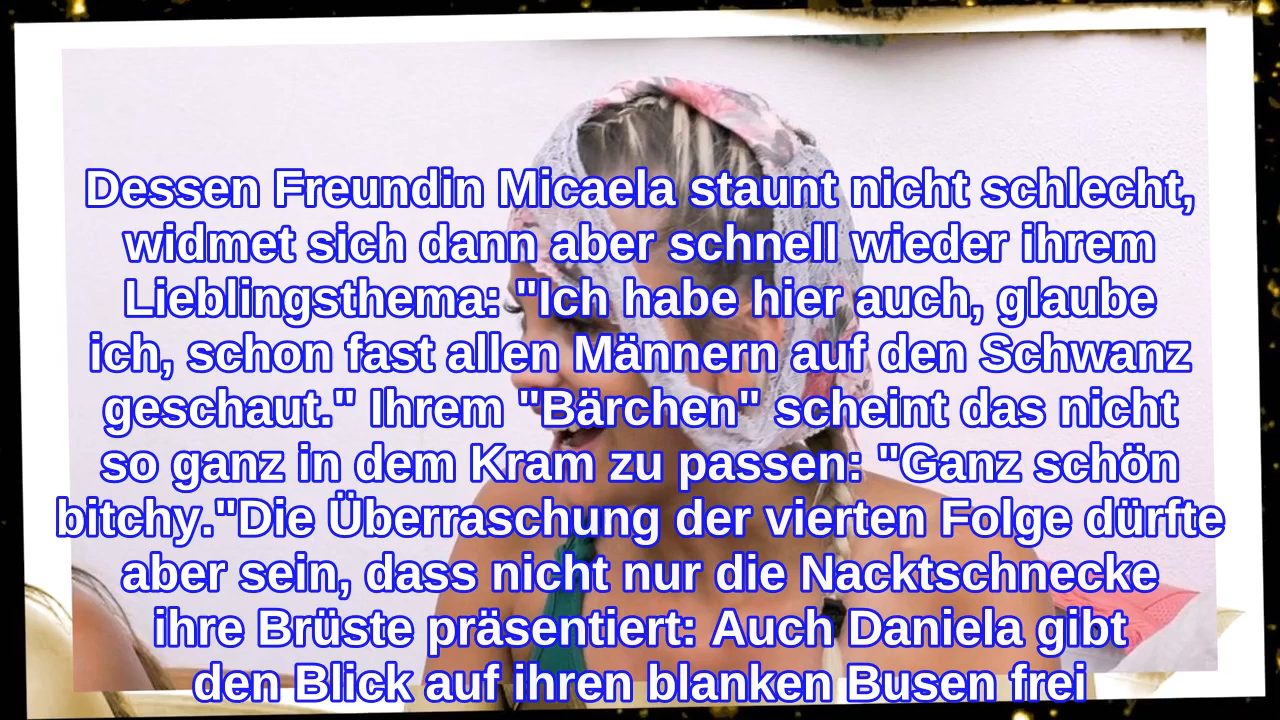 Dessen Freundin Micaela staunt nicht schlecht,
widmet sich dann aber schnell wieder ihrem
Lieblingsthema: "Ich habe hier auch, glaube
ich, schon fast allen Männern auf den Schwanz
geschaut." Ihrem "Bärchen" scheint das nicht
so ganz in dem Kram zu passen: "Ganz schön
bitchy."Die Überraschung der vierten Folge dürfte
aber sein, dass nicht nur die Nacktschnecke
ihre Brüste präsentiert: Auch Daniela gibt
den Blick auf ihren blanken Busen frei